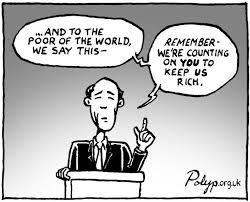 ...AND TO THE
POOR OF THE WORLD,
WE SAY THIS-
REMEMBER-
WE'RE COUNTING
ON YOU TO
KEEP US
RICH.
Polyp.org.uk